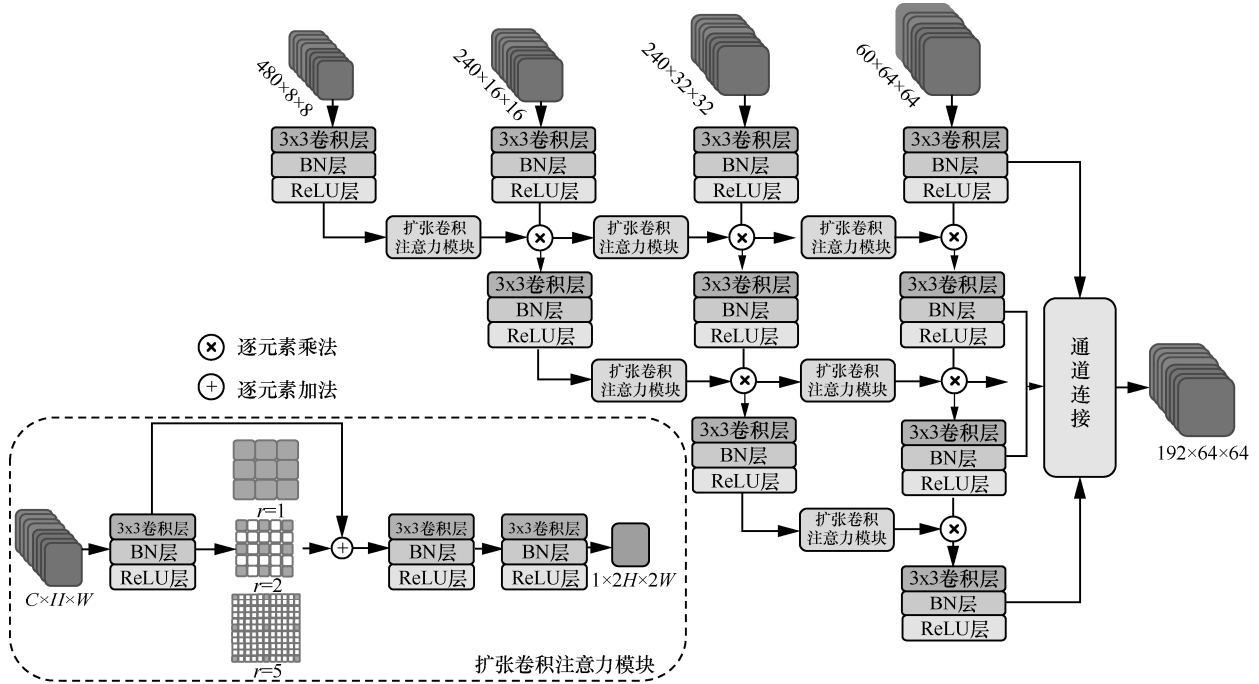 480×8×8
240×16×16
240×32×32
60×64×64
3x3卷积层
BN层
ReLU层
3x3卷积层
BN层
ReLU层
3x3卷积层
BN层
ReLU层
3x3卷积层
BN层
ReLU层
扩张卷积
注意力模块
扩张卷积
注意力模块
扩张卷积
注意力模块
3x3卷积层
BN层
ReLU层
3x3卷积层
BN层
ReLU层
3x3卷积层
BN层
ReLU层
逐元素乘法
逐元素加法
扩张卷积
注意力模块
扩张卷积
注意力模块
通道连接
192×64×64
3x3卷积层
BN层
ReLU层
3x3卷积层
BN层
ReLU层
扩张卷积
注意力模块
3x3卷积层
BN层
ReLU层
C×H×W
3x3卷积层
BN层
ReLU层
r=1
r=2
r=5
3x3卷积层
BN层
ReLU层
3x3卷积层
BN层
ReLU层
1×2H×2W
扩张卷积注意力模块